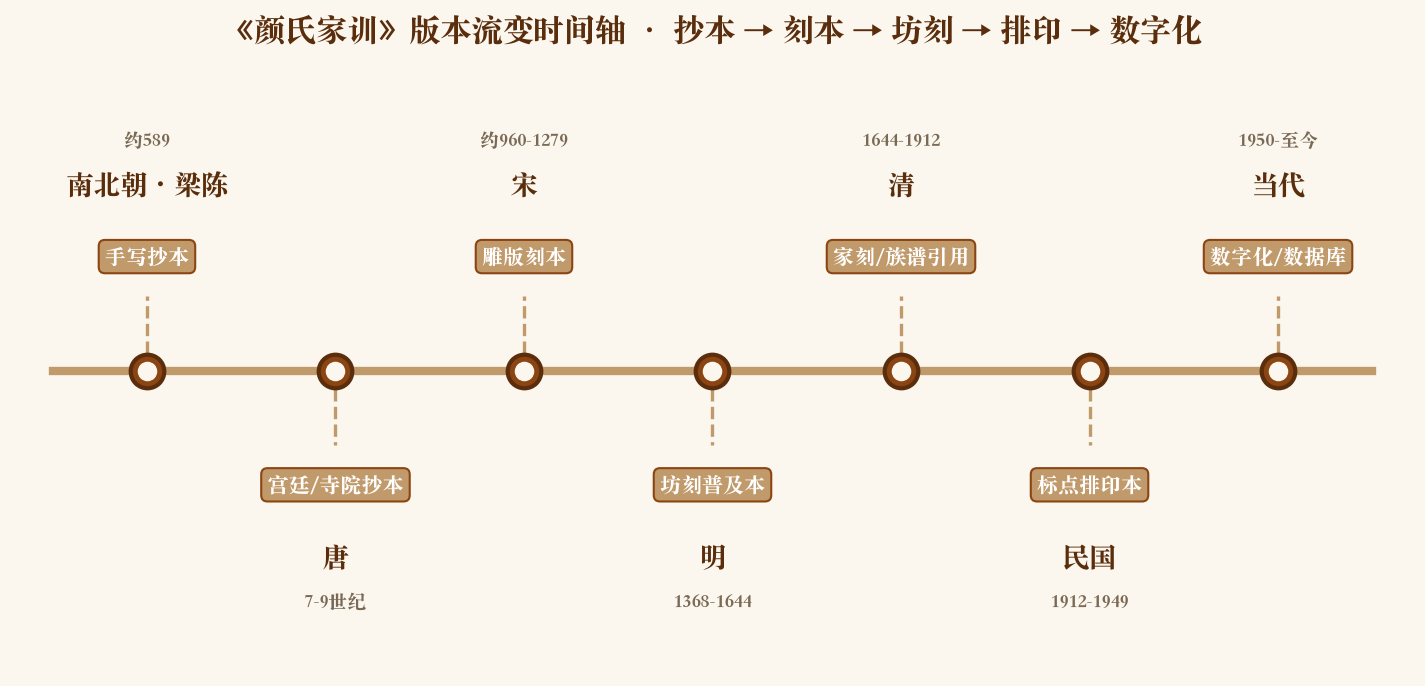 《颜氏家训》版本流变时间轴 · 抄本 → 刻本 → 坊刻 → 排印 → 数字化
约589
南北朝·梁陈
手写抄本
宫廷/寺院抄本
唐
7-9世纪
约960-1279
宋
雕版刻本
坊刻普及本
明
1368-1644
1644-1912
清
家刻/族谱引用
标点排印本
民国
1912-1949
1950-至今
当代
数字化/数据库